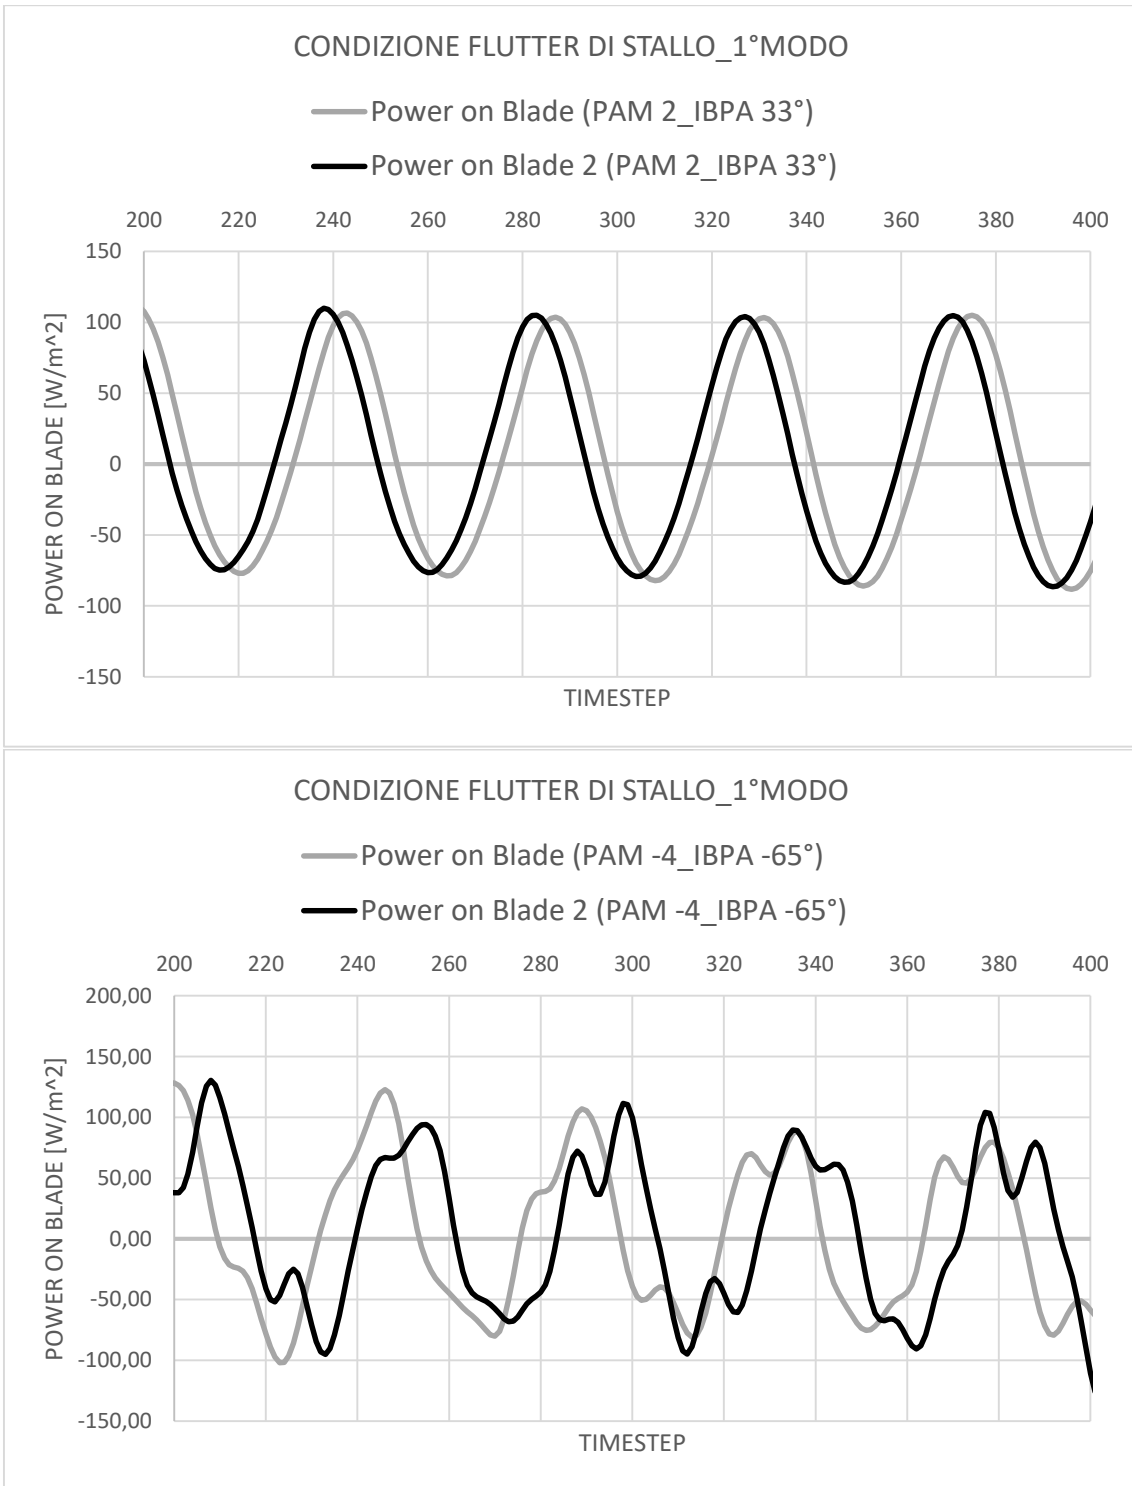 CONDIZIONE FLUTTER DI STALLO_1°MODO
Power on Blade (PAM 2_IBPA 33°)
Power on Blade 2 (PAM 2_IBPA 33°)
200 220 240 260 280 300 320 340 360 380 400
150
100
50
0
-50
-100
-150
POWER ON BLADE [W/m^2]
TIMESTEP
CONDIZIONE FLUTTER DI STALLO_1°MODO
Power on Blade (PAM -4_IBPA -65°)
Power on Blade 2 (PAM -4_IBPA -65°)
200 220 240 260 280 300 320 340 360 380 400
200,00
150,00
100,00
50,00
0,00
-50,00
-100,00
-150,00
POWER ON BLADE [W/m^2]
TIMESTEP